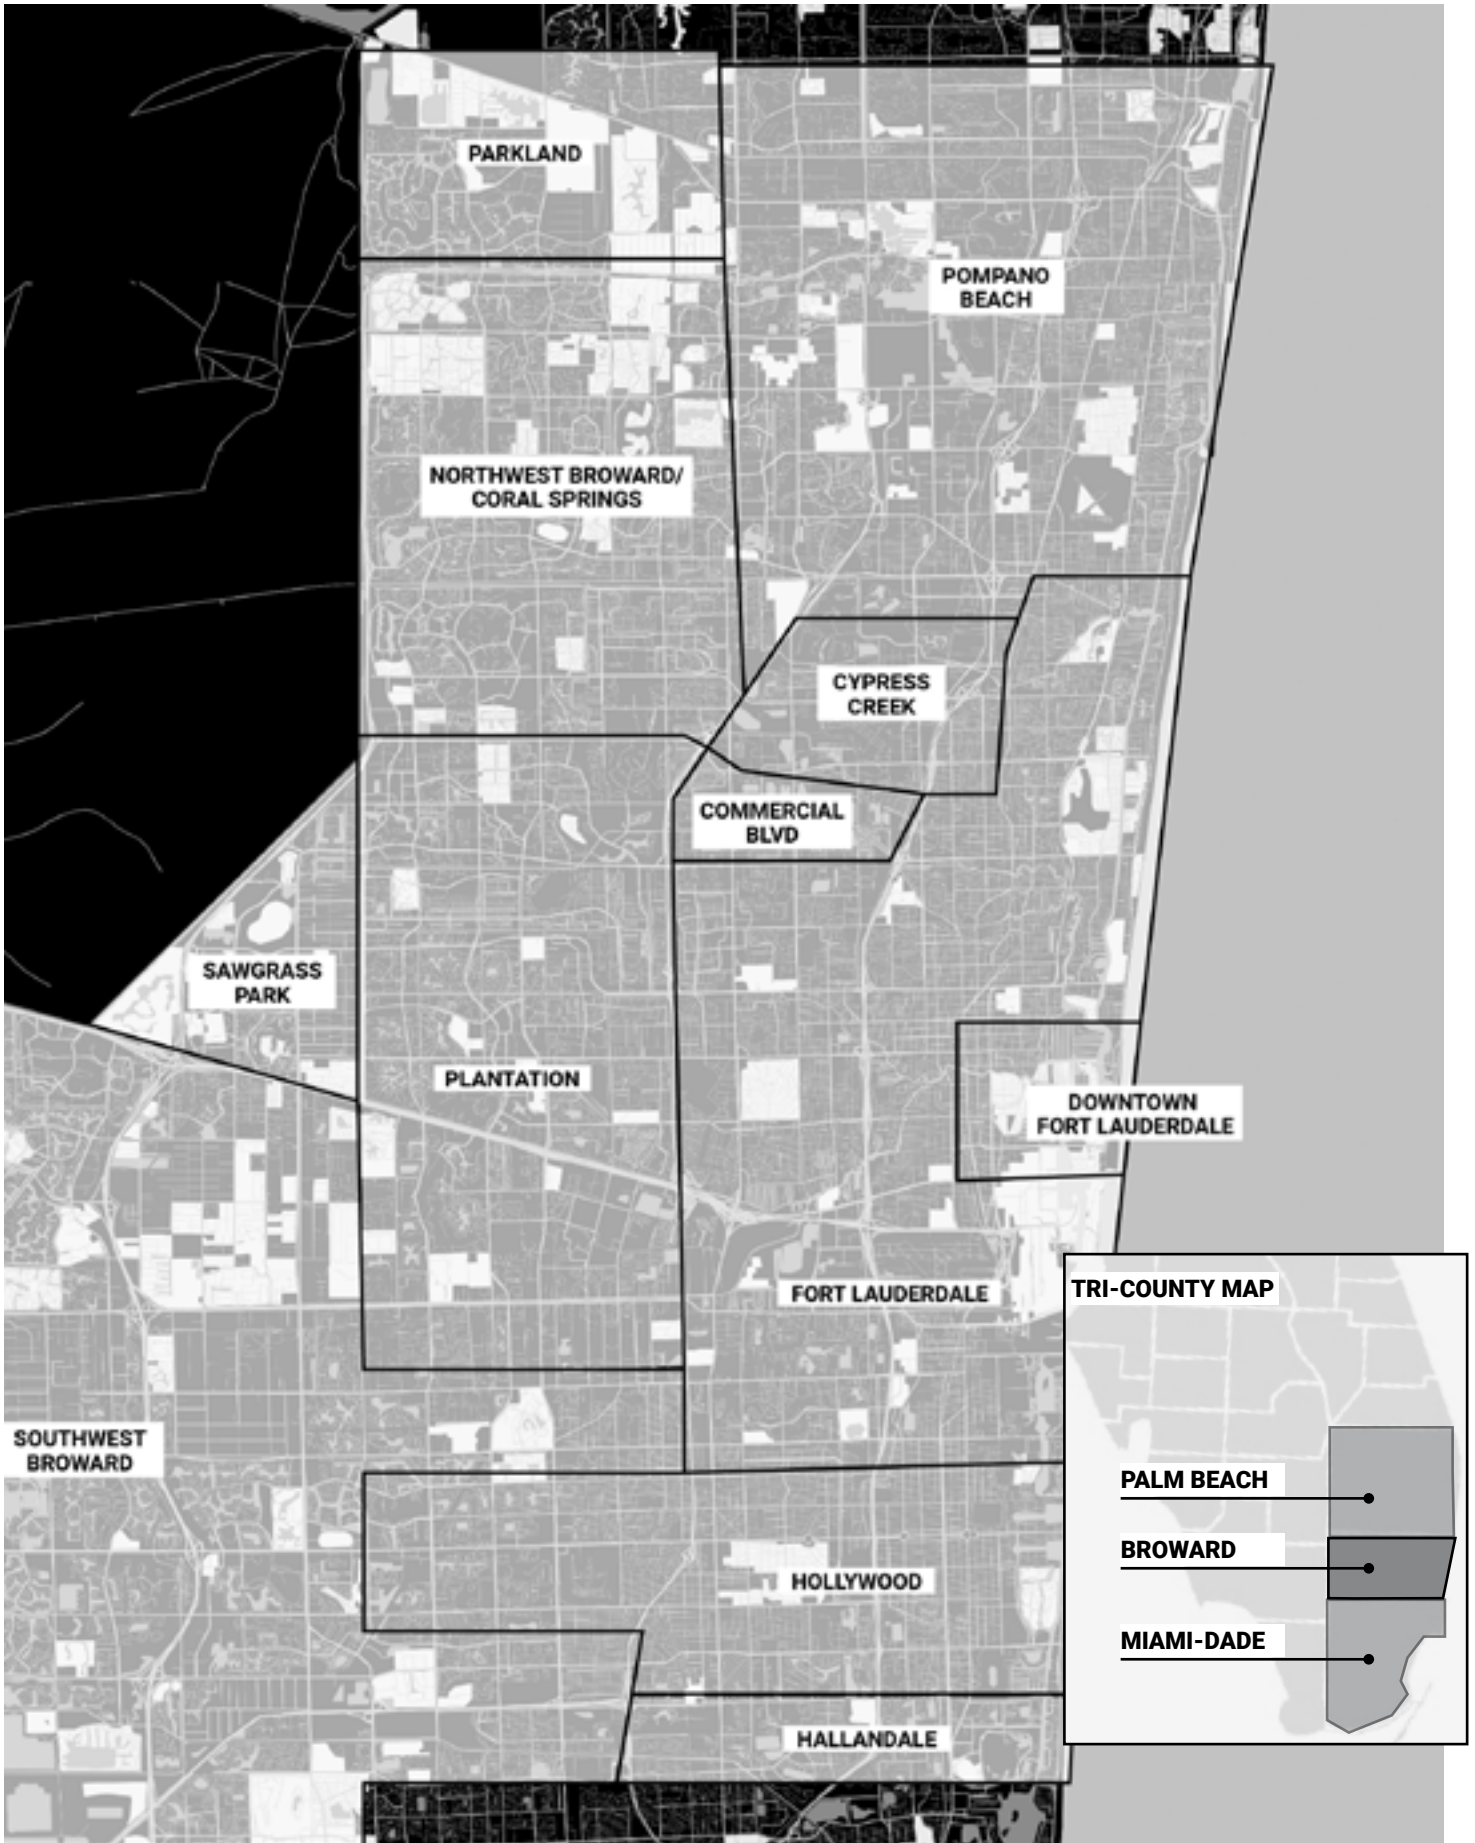 PARKLAND
POMPANO
BEACH
NORTHWEST BROWARD/
CORAL SPRINGS
CYPRESS
CREEK
COMMERCIAL
BLVD
SAWGRASS
PARK
PLANTATION
DOWNTOWN
FORT LAUDERDALE
FORT LAUDERDALE
TRI-COUNTY MAP
SOUTHWEST
BROWARD
PALM BEACH
BROWARD
HOLLYWOOD
MIAMI-DADE
HALLANDALE